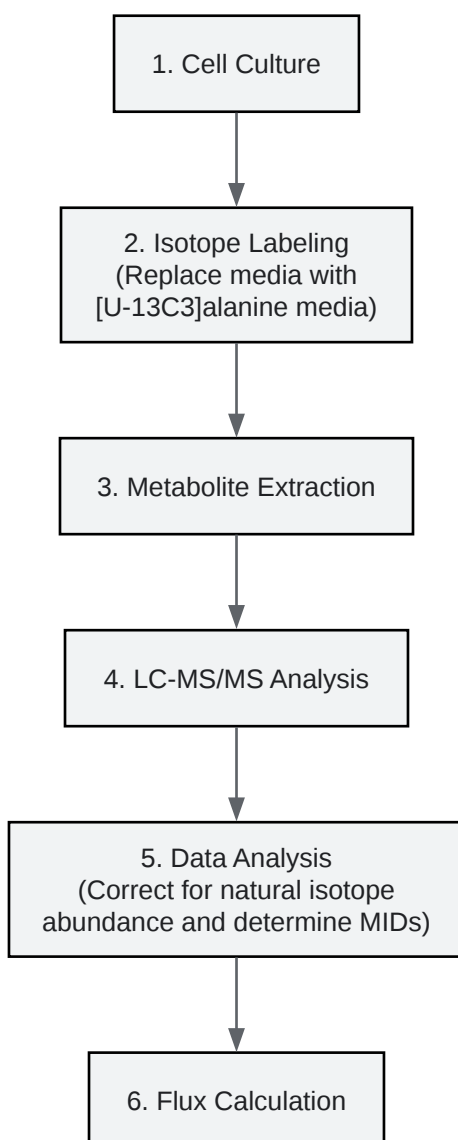 1. Cell Culture
2. Isotope Labeling
(Replace media with
[U-13C3]alanine media)
3. Metabolite Extraction
4. LC-MS/MS Analysis
5. Data Analysis
(Correct for natural isotope
abundance and determine MIDs)
6. Flux Calculation